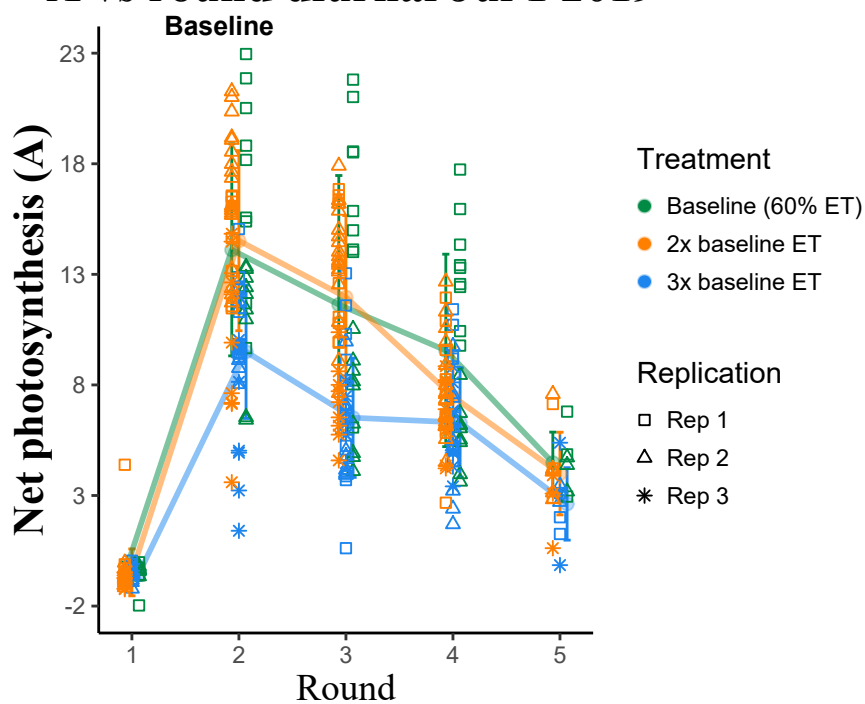 Baseline
Net photosynthesis (A)
23
18
13
8
3
-2
1 2 3 4 5
Round
Treatment
Baseline (60% ET)
2x baseline ET
3x baseline ET
Replication
Rep 1
Rep 2
Rep 3